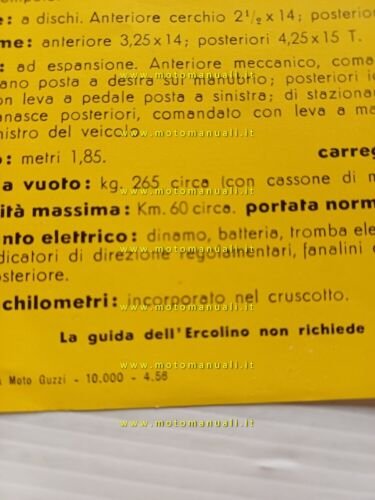 e: a dischi. Anteriore cerchio 2¹/₂ x 14; posterior
me: anteriore 3,25 x 14; posteriori 4,25 x 15 T.
: ad espansione. Anteriore meccanico, coma
ano posta a destra sul manubrio; posteriori
on leva a pedale posta a sinistra; di staziona
anasce posteriori, comandato con leva a ma
nistro del veicolo.
o: metri 1,85. carreg
a vuoto: kg. 265 circa (con cassone di m
ità massima: Km. 60 circa. portata norm
nto elettrico: dinamo, batteria, tromba ele
dicatori di direzione regolamentari, fanalini
osteriore.
chilometri: incorporato nel cruscotto.
La guida dell'Ercolino non richiede
Moto Guzzi - 10.000 - 4.56
www.motomanuali.it
www.motomanuali.it
www.motomanuali.it
www.motomanuali.it
www.motomanuali.it
www.motomanuali.it